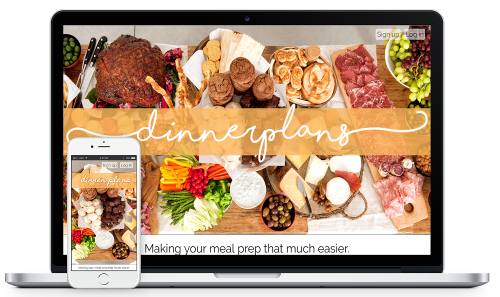 Sign up | Log in
dinnerplans
Making your meal prep that much easier.
Sign up | Log in
dinnerplans
Making your meal prep that much easier.